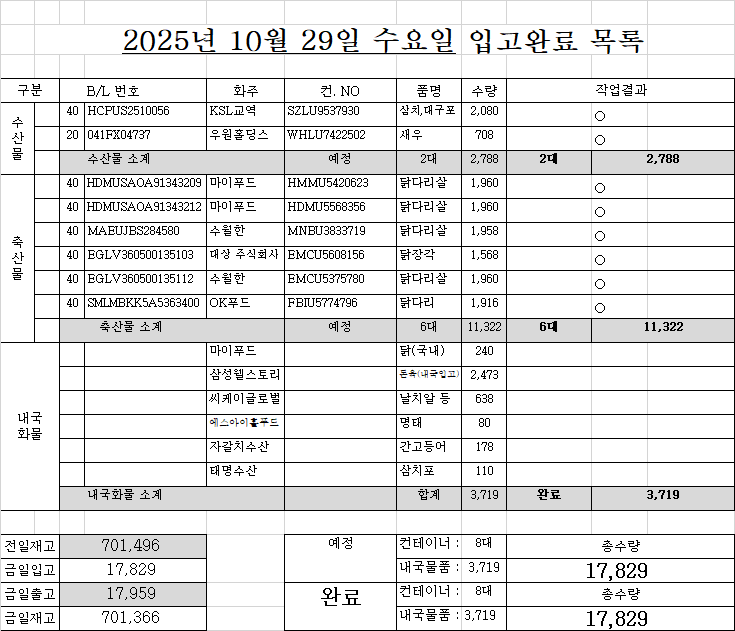 2025년 10월 29일 수요일 입고완료 목록
구분 B/L 번호 화주 컨. NO 품명 수량 작업결과
수산물
40 HCPUS2510056 KSL교역 SZLU9537930 삼치,대구포 2,080 ○
20 041FX04737 우원홀딩스 WHLU7422502 새우 708 ○
수산물 소계 예정 2대 2,788 2대 2,788
축산물
40 HDMUSAOA91343209 마이푸드 HMMU5420623 닭다리살 1,960 ○
40 HDMUSAOA91343212 마이푸드 HDMU5568356 닭다리살 1,960 ○
40 MAEUJBS284580 수월한 MNBU3833719 닭다리살 1,958 ○
40 EGLV360500135103 대상 주식회사 EMCU5608156 닭장각 1,568 ○
40 EGLV360500135112 수월한 EMCU5375780 닭다리살 1,960 ○
40 SMLMBKK5A5363400 OK푸드 FBIU5774796 닭다리 1,916 ○
축산물 소계 예정 6대 11,322 6대 11,322
내국
화물
마이푸드 닭(국내) 240
삼성웰스토리 돈육(내국입고) 2,473
씨케이글로벌 날치알 등 638
에스아이홀푸드 명태 80
자갈치수산 간고등어 178
태명수산 삼치포 110
내국화물 소계 합계 3,719 완료 3,719
전일재고 701,496 예정 컨테이너 : 8대 총수량
금일입고 17,829 내국물품 : 3,719 17,829
금일출고 17,959 완료 컨테이너 : 8대 총수량
금일재고 701,366 내국물품 : 3,719 17,829